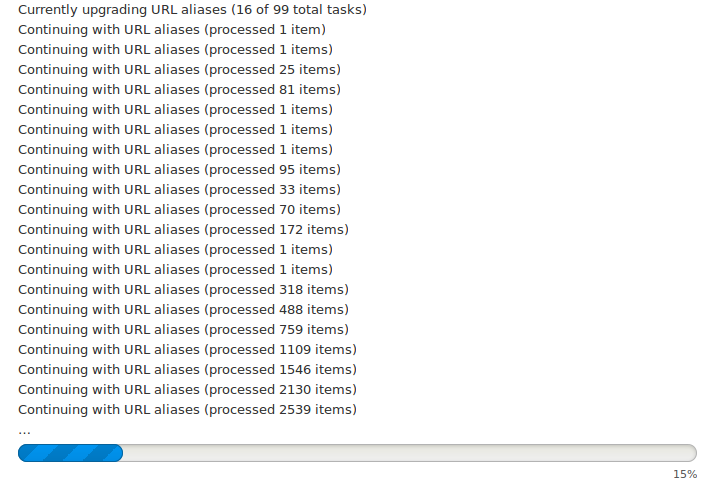 Currently upgrading URL aliases (16 of 99 total tasks)
Continuing with URL aliases (processed 1 item)
Continuing with URL aliases (processed 1 items)
Continuing with URL aliases (processed 25 items)
Continuing with URL aliases (processed 81 items)
Continuing with URL aliases (processed 1 items)
Continuing with URL aliases (processed 1 items)
Continuing with URL aliases (processed 1 items)
Continuing with URL aliases (processed 95 items)
Continuing with URL aliases (processed 33 items)
Continuing with URL aliases (processed 70 items)
Continuing with URL aliases (processed 172 items)
Continuing with URL aliases (processed 1 items)
Continuing with URL aliases (processed 1 items)
Continuing with URL aliases (processed 318 items)
Continuing with URL aliases (processed 488 items)
Continuing with URL aliases (processed 759 items)
Continuing with URL aliases (processed 1109 items)
Continuing with URL aliases (processed 1546 items)
Continuing with URL aliases (processed 2130 items)
Continuing with URL aliases (processed 2539 items)
...
15%